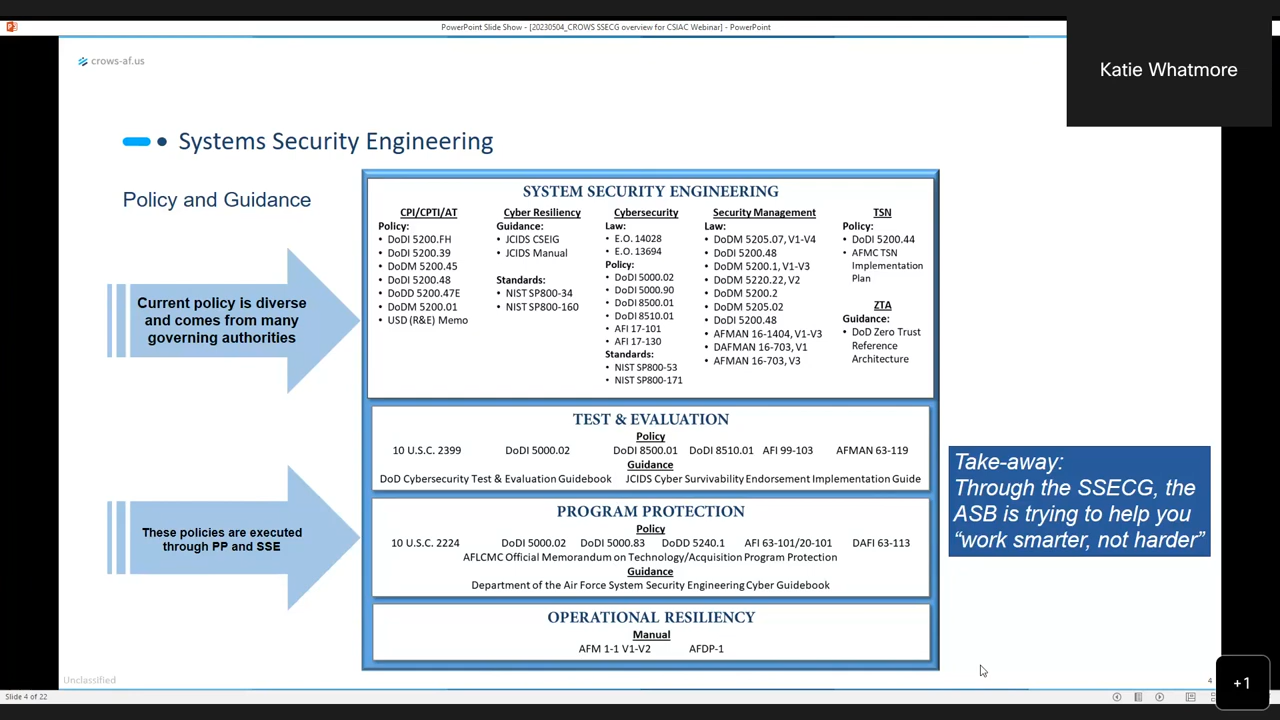 PowerPoint Slide Show - [20230504_CROWS SSECG overview for CSIAC Webinar] - PowerPoint
Katie Whatmore
crows-af.us
Systems Security Engineering
Policy and Guidance
Current policy is diverse
and comes from many
governing authorities
These policies are executed
through PP and SSE
SYSTEM SECURITY ENGINEERING
CPI/CPTI/AT
Policy:
• DoDI 5200.FH
• DoDI 5200.39
• DoDM 5200.45
• DoDI 5200.48
• DoDD 5200.47E
• DoDM 5200.01
• USD (R&E) Memo
Cyber Resiliency
Guidance:
• JCIDS CSEIG
• JCIDS Manual
Standards:
• NIST SP800-34
• NIST SP800-160
Cybersecurity
Law:
• E.O. 14028
• E.O. 13694
Policy:
• DoDI 5000.02
• DoDI 5000.90
• DoDI 8500.01
• DoDI 8510.01
• AFI 17-101
• AFI 17-130
Standards:
• NIST SP800-53
• NIST SP800-171
Security Management
Law:
• DoDM 5205.07, V1-V4
• DoDI 5200.48
• DoDM 5200.1, V1-V3
• DoDM 5220.22, V2
• DoDM 5200.2
• DoDM 5205.02
• DoDI 5200.48
• AFMAN 16-1404, V1-V3
• DAFMAN 16-703, V1
• AFMAN 16-703, V3
TSN
Policy:
• DoDI 5200.44
• AFMC TSN
Implementation
Plan
ZTA
Guidance:
• DoD Zero Trust
Reference
Architecture
TEST & EVALUATION
Policy
10 U.S.C. 2399 DoDI 5000.02 DoDI 8500.01 DoDI 8510.01 AFI 99-103 AFMAN 63-119
Guidance
DoD Cybersecurity Test & Evaluation Guidebook JCIDS Cyber Survivability Endorsement Implementation Guide
PROGRAM PROTECTION
Policy
10 U.S.C. 2224 DoDI 5000.02 DoDI 5000.83 DoDD 5240.1 AFI 63-101/20-101 DAFI 63-113
AFLCMC Official Memorandum on Technology/Acquisition Program Protection
Guidance
Department of the Air Force System Security Engineering Cyber Guidebook
OPERATIONAL RESILIENCY
Manual
AFM 1-1 V1-V2 AFDP-1
Take-away:
Through the SSECG, the
ASB is trying to help you
“work smarter, not harder”
Unclassified
4
Slide 4 of 22
+1